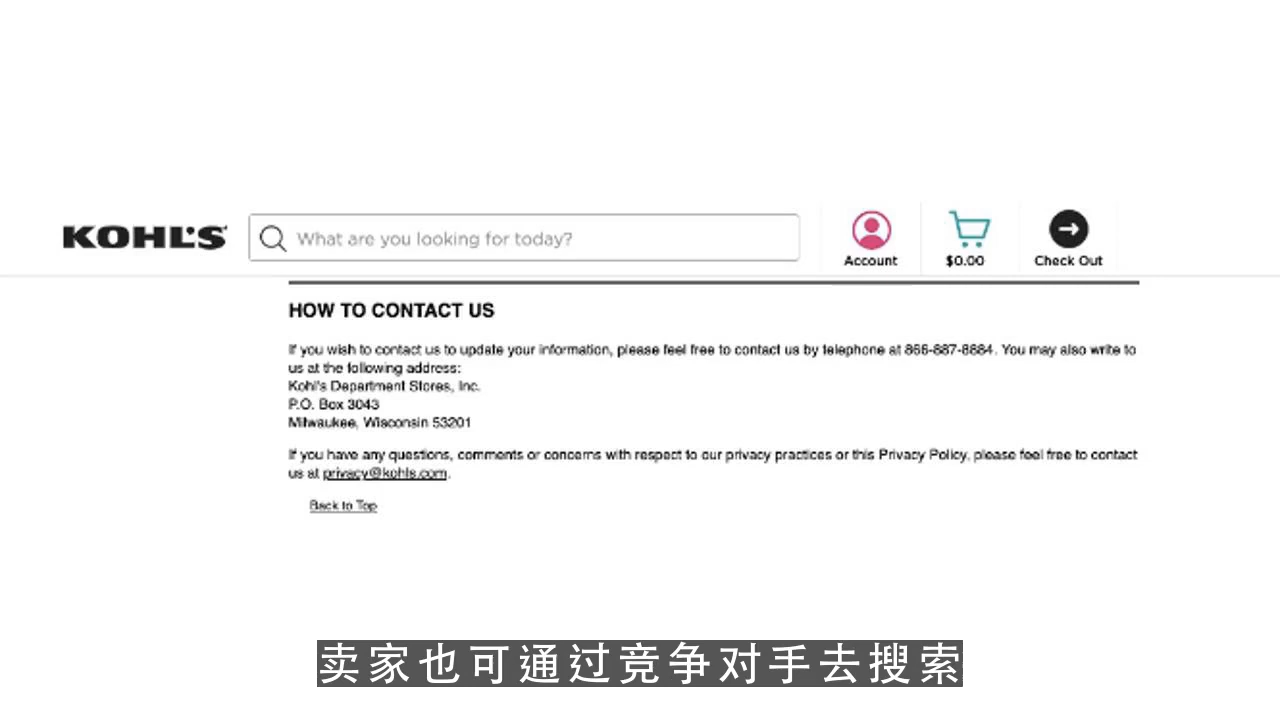 KOHL'S
What are you looking for today?
Account
$0.00
Check Out
HOW TO CONTACT US
If you wish to contact us to update your information, please feel free to contact us by telephone at 866-887-8884. You may also write to
us at the following address:
Kohl's Department Stores, Inc.
P.O. Box 3043
Milwaukee, Wisconsin 53201
If you have any questions, comments or concerns with respect to our privacy practices or this Privacy Policy, please feel free to contact
us at privacy@kohls.com.
Back to Top
卖家也可通过竞争对手去搜索